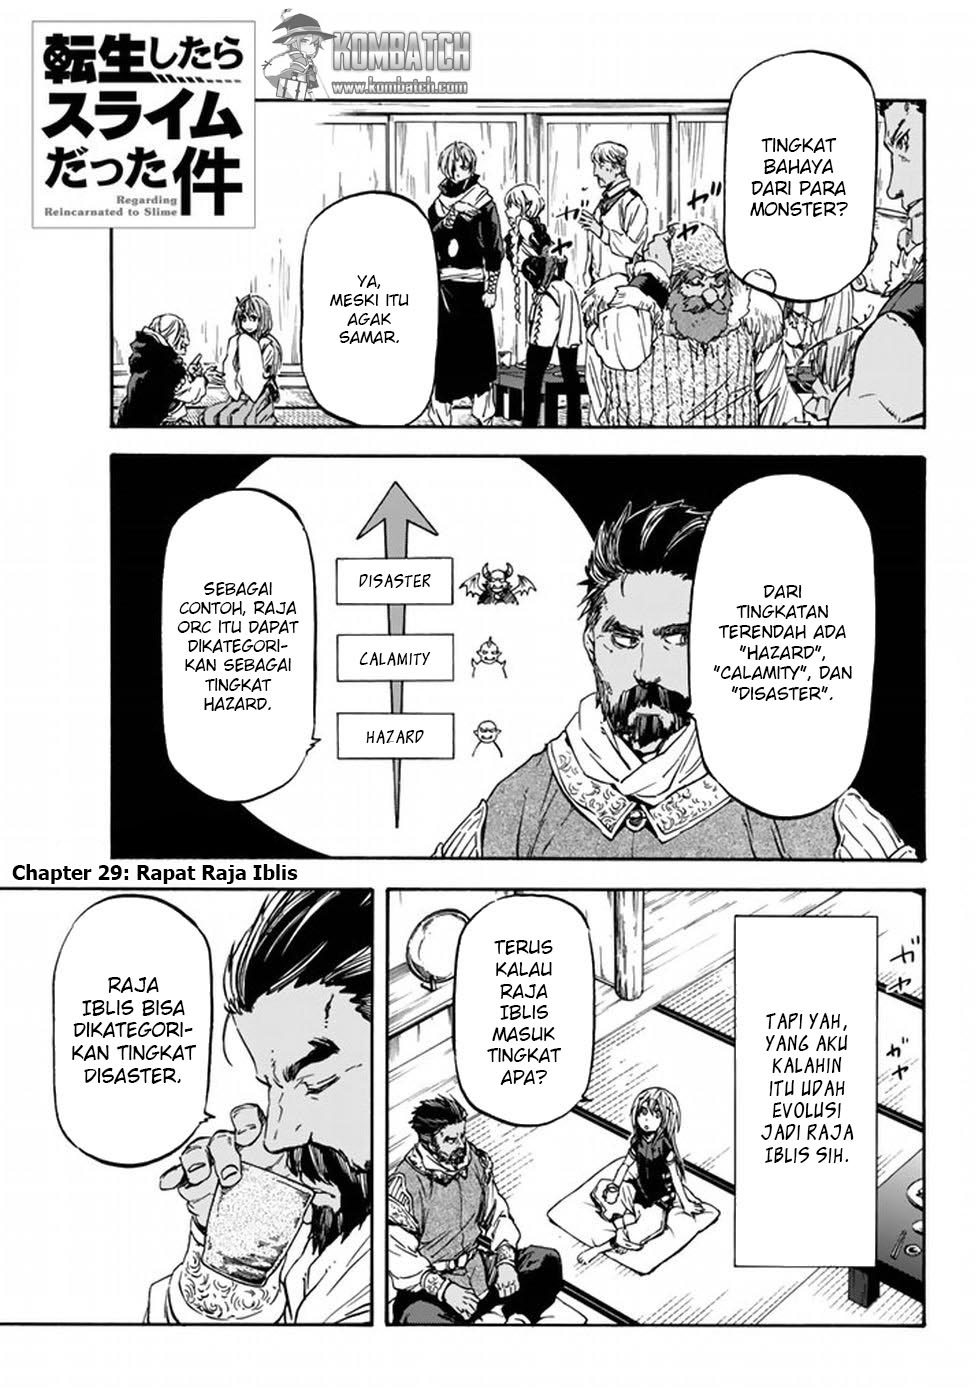 転生したら
スライム
だった件
Regarding
Reincarnated to Slime
KOMBATCH
www.kombatch.com
TINGKAT
BAHAYA
DARI PARA
MONSTER?
YA,
MESKI ITU
AGAK
SAMAR.
DARI
TINGKATAN
TERENDAH ADA
"HAZARD",
"CALAMITY", DAN
"DISASTER".
DISASTER
CALAMITY
HAZARD
SEBAGAI
CONTOH, RAJA
ORC ITU DAPAT
DIKATEGORI-
KAN SEBAGAI
TINGKAT
HAZARD.
Chapter 29: Rapat Raja Iblis
TAPI YAH,
YANG AKU
KALAHIN
ITU UDAH
EVOLUSI
JADI RAJA
IBLIS SIH.
TERUS
KALAU
RAJA
IBLIS
MASUK
TINGKAT
APA?
RAJA
IBLIS BISA
DIKATEGORI-
KAN TINGKAT
DISASTER.